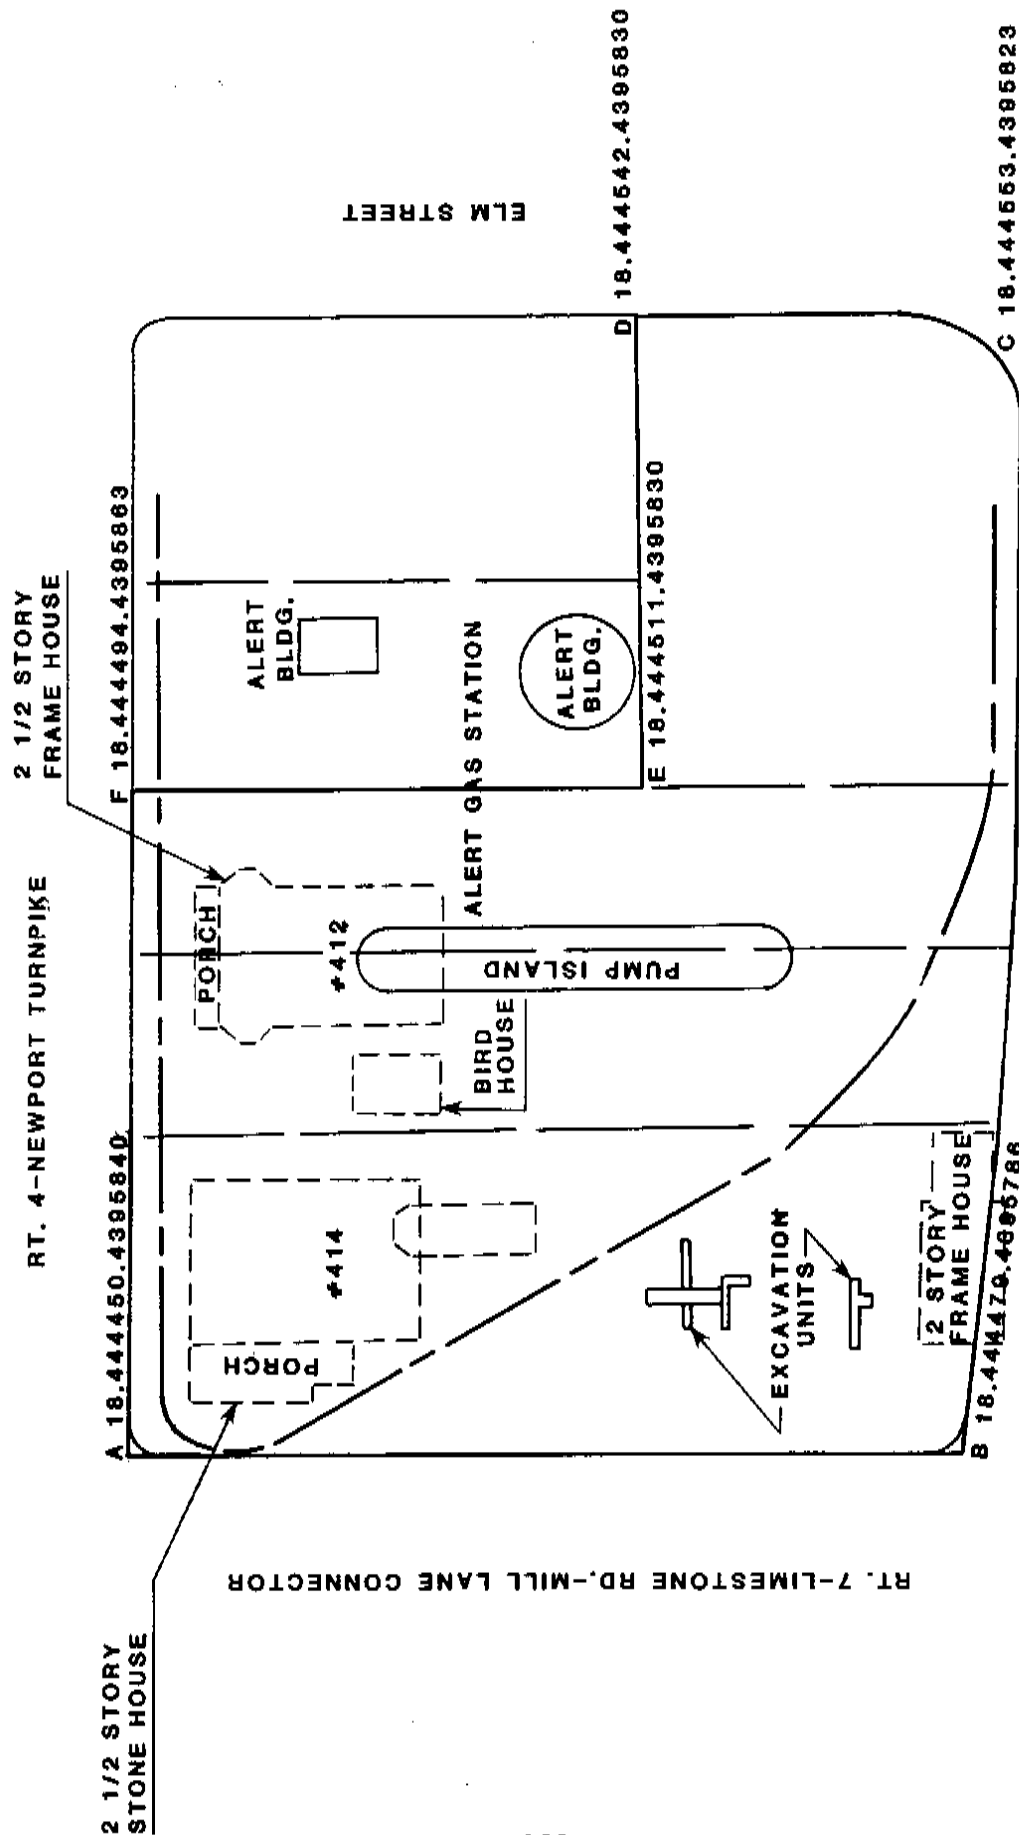 2 1/2 STORY
STONE HOUSE
RT. 4-NEWPORT TURNPIKE
2 1/2 STORY
FRAME HOUSE
A 18.444450.4395840
F 18.444494.4395863
PORCH
#414
PORCH
#412
BIRD
HOUSE
PUMP ISLAND
ALERT GAS STATION
ALERT
BLDG.
ALERT
BLDG.
E 18.444511.4395830
D 18.444542.4395830
ELM STREET
RT. 7-LIMESTONE RD.-MILL LANE CONNECTOR
EXCAVATION
UNITS
2 STORY
FRAME HOUSE
B
C 18.444553.4395823